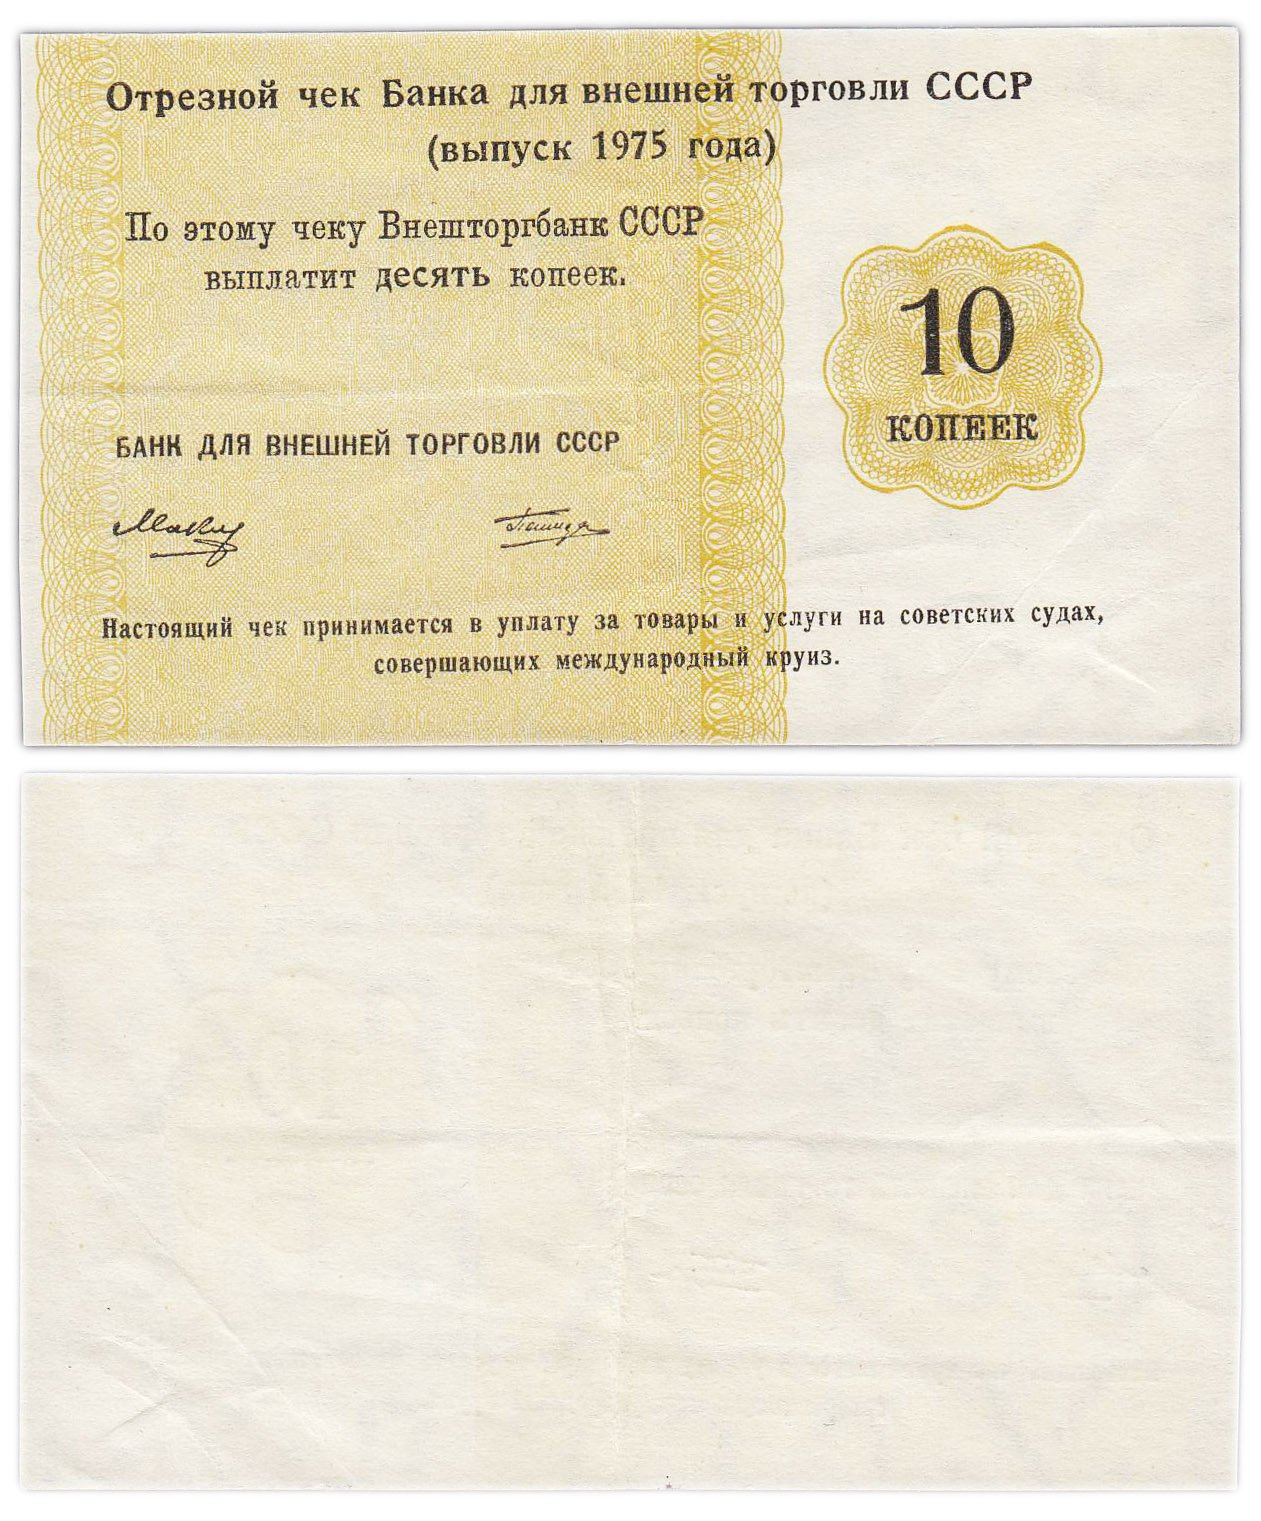 Отрезной чек Банка для внешней торговли СССР
(выпуск 1975 года)
По этому чеку Внешторгбанк СССР
выплатит десять копеек.
10
КОПЕЕК
БАНК ДЛЯ ВНЕШНЕЙ ТОРГОВЛИ СССР
Настоящий чек принимается в уплату за товары и услуги на советских судах,
совершающих международный круиз.